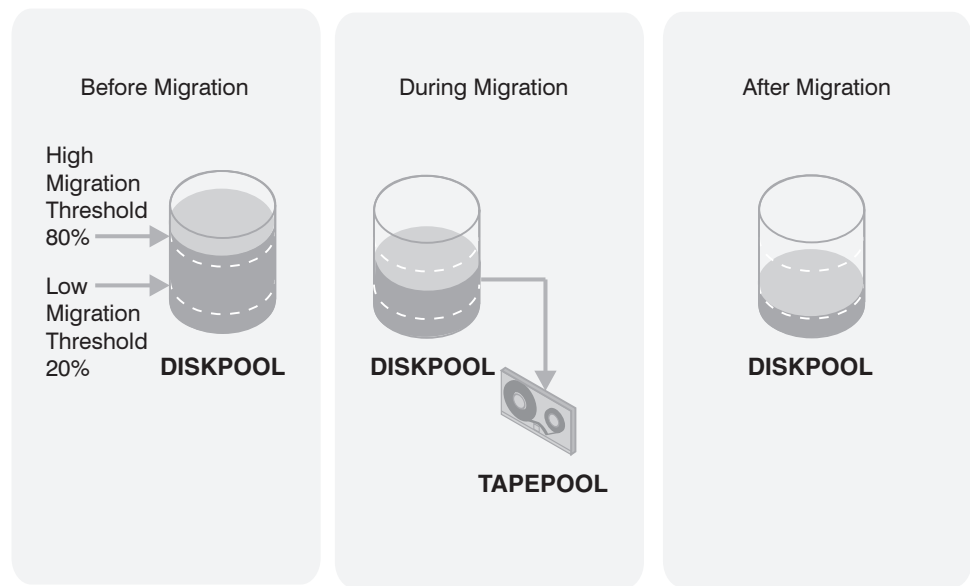 Before Migration
High
Migration
Threshold
80%
Low
Migration
Threshold
20%
DISKPOOL
During Migration
DISKPOOL
TAPEPOOL
After Migration
DISKPOOL